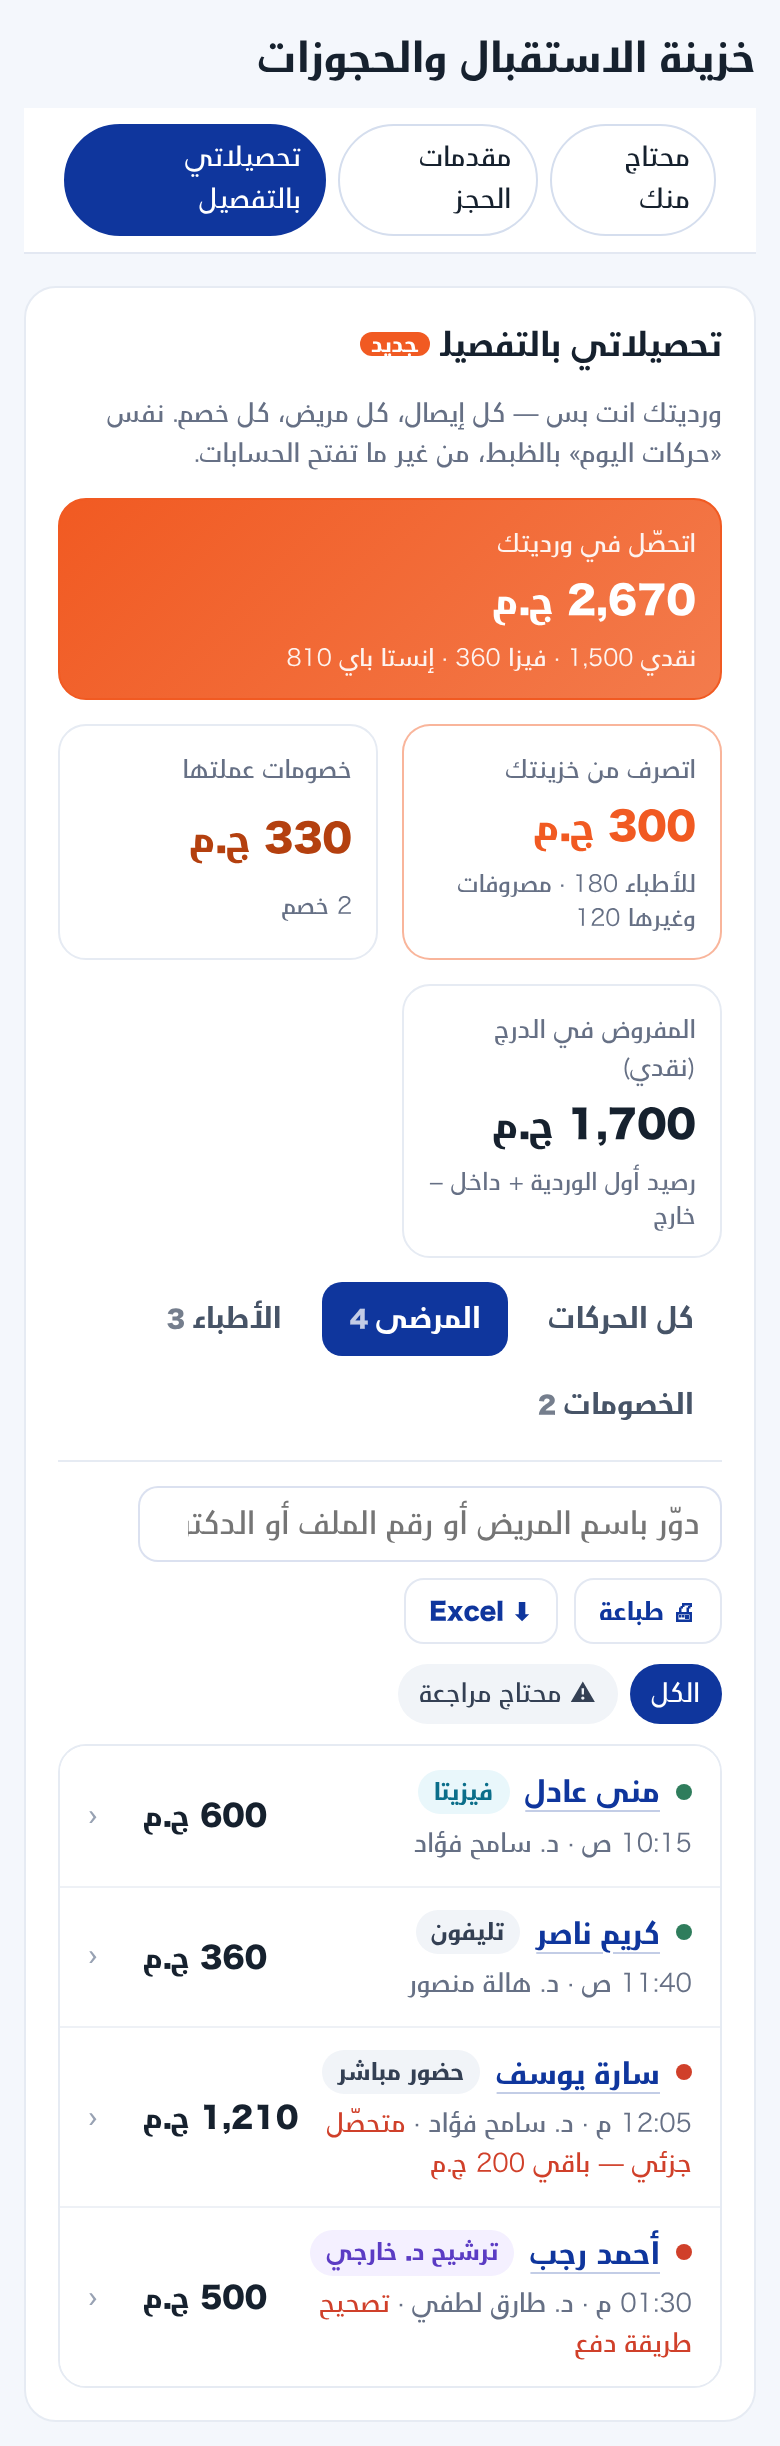 خزينة الاستقبال والحجوزات
محتاج
منك
مقدمات
الحجز
تحصيلاتي
بالتفصيل
تحصيلاتي بالتفصيل جديد
ورديتك انت بس — كل إيصال، كل مريض، كل خصم. نفس
«حركات اليوم» بالظبط، من غير ما تفتح الحسابات.
اتحصّل في ورديتك
2,670 ج.م
نقدي 1,500 · فيزا 360 · إنستا باي 810
اتصرف من خزينتك
300 ج.م
للأطباء 180 · مصروفات
وغيرها 120
خصومات عملتها
330 ج.م
2 خصم
المفروض في الدرج
(نقدي)
1,700 ج.م
رصيد أول الوردية + داخل −
خارج
كل الحركات
المرضى 4
الأطباء 3
الخصومات 2
دوّر باسم المريض أو رقم الملف أو الدكت
🖨 طباعة
⬇ Excel
الكل
⚠ محتاج مراجعة
منى عادل فيزيتا
10:15 ص · د. سامح فؤاد
600 ج.م ‹
كريم ناصر تليفون
11:40 ص · د. هالة منصور
360 ج.م ‹
سارة يوسف حضور مباشر
12:05 م · د. سامح فؤاد · متحصّل
جزئي — باقي 200 ج.م
1,210 ج.م ‹
أحمد رجب ترشيح د. خارجي
01:30 م · د. طارق لطفي · تصحيح
طريقة دفع
500 ج.م ‹